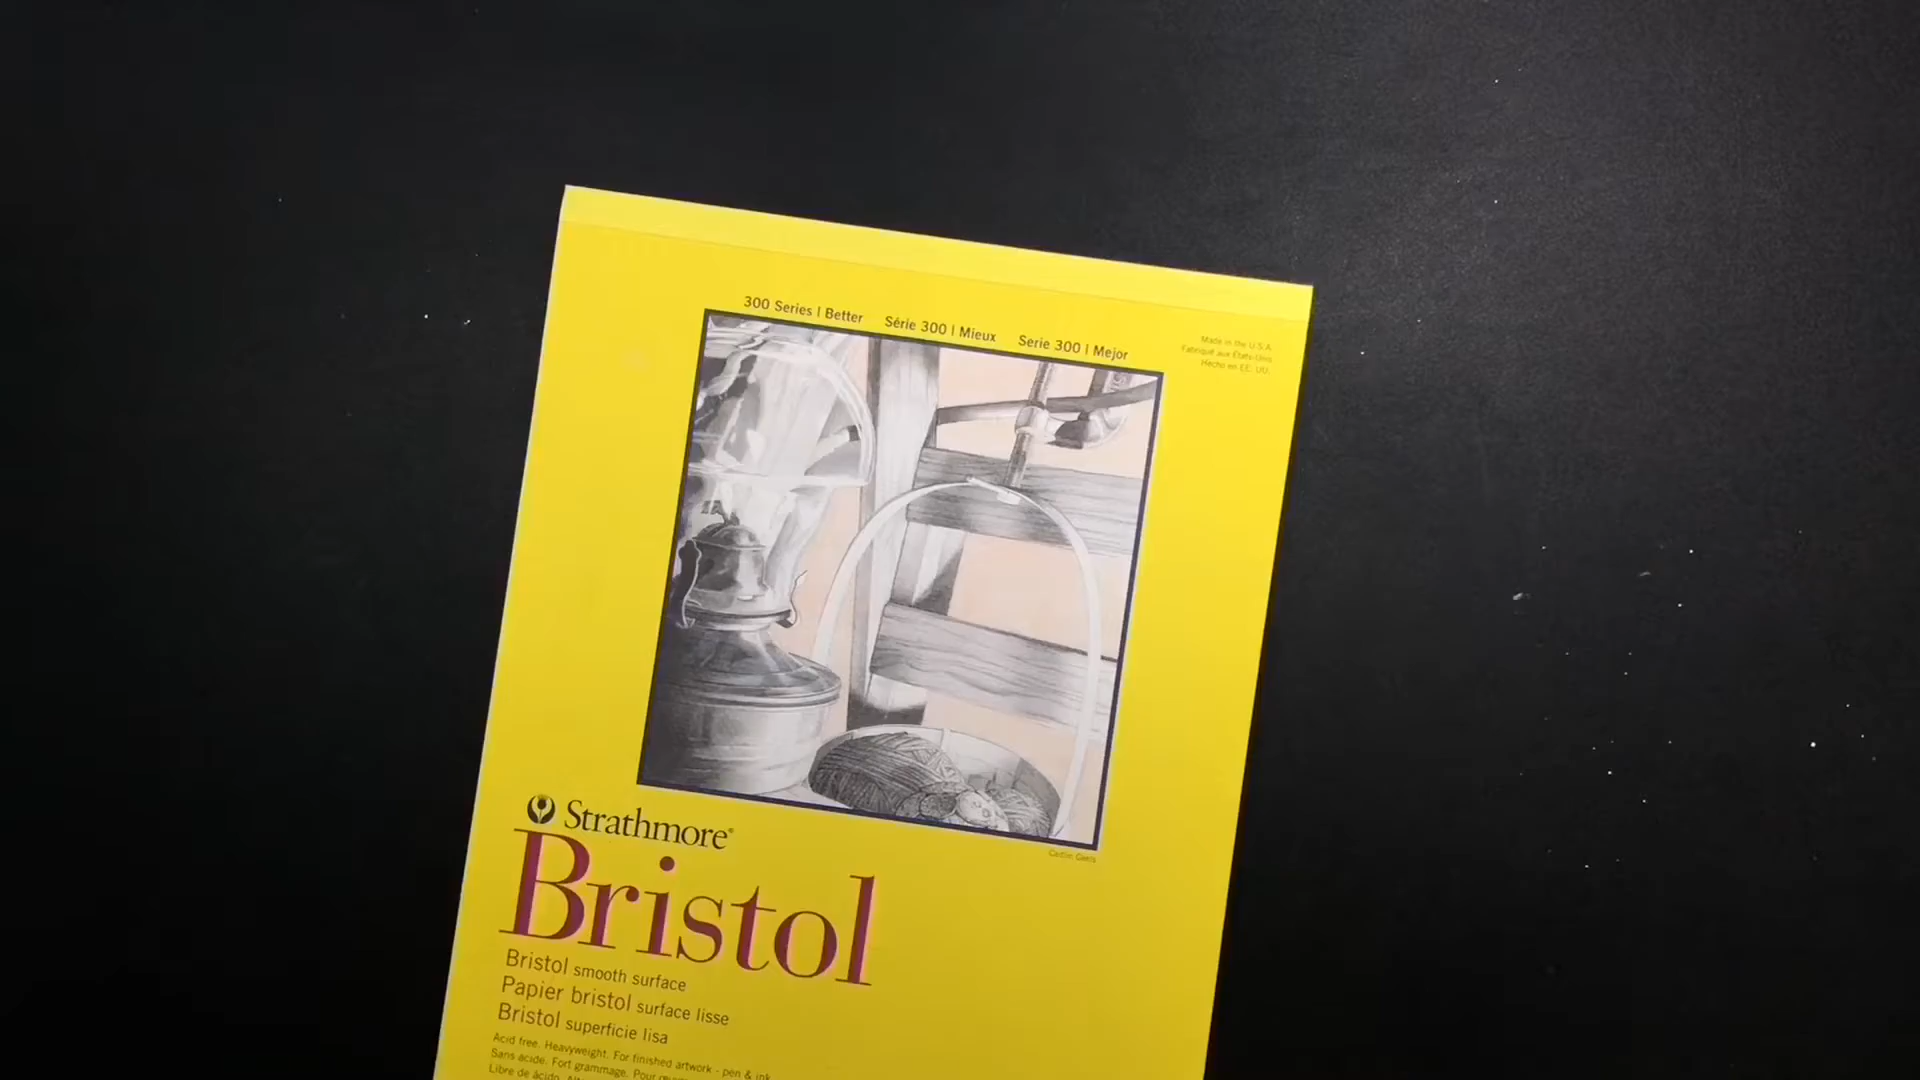 300 Series | Better Série 300 | Mieux Serie 300 | Mejor
Made in the U.S.A.
Fabriqué aux États-Unis
Hecho en EE. UU.
Strathmore®
Bristol
Bristol smooth surface
Papier bristol surface lisse
Bristol superficie lisa
Acid free. Heavyweight. For finished artwork - pen & ink
Sans acide. Fort grammage. Pour
Libre de ácido.